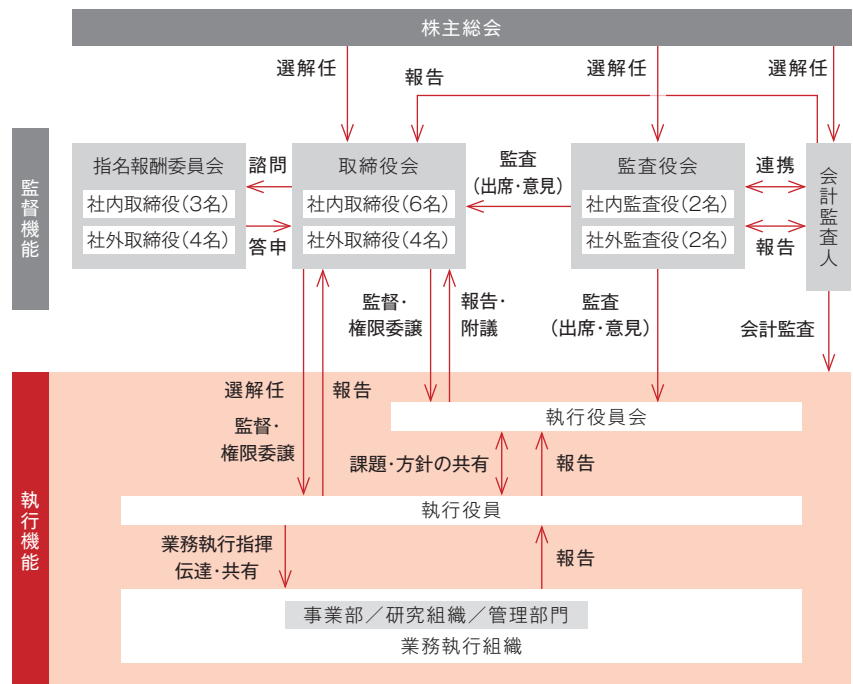 株主総会
選解任
報告
選解任
選解任
監督機能
指名報酬委員会
社内取締役(3名)
社外取締役(4名)
諮問
答申
取締役会
社内取締役(6名)
社外取締役(4名)
監査
(出席・意見)
監査役会
社内監査役(2名)
社外監査役(2名)
連携
報告
会計監査人
監督・
権限委譲
報告・
附議
監査
(出席・意見)
会計監査
執行機能
選解任
監督・
権限委譲
報告
執行役員会
課題・方針の共有
報告
執行役員
業務執行指揮
伝達・共有
報告
事業部／研究組織／管理部門
業務執行組織